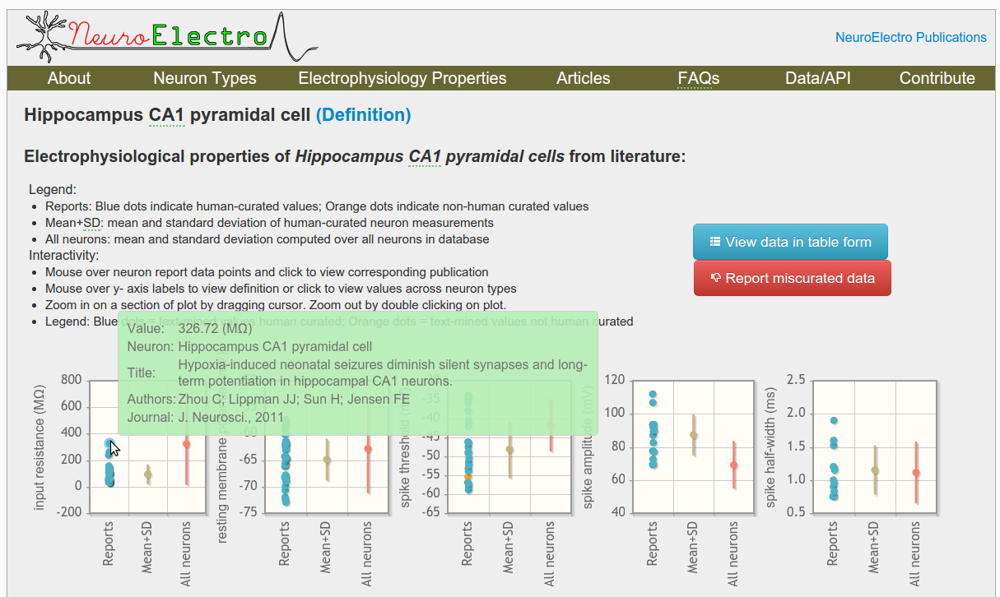 NeuroElectro
NeuroElectro Publications
About Neuron Types Electrophysiology Properties Articles FAQs Data/API Contribute
Hippocampus CA1 pyramidal cell (Definition)
Electrophysiological properties of Hippocampus CA1 pyramidal cells from literature:
Legend:
• Reports: Blue dots indicate human-curated values; Orange dots indicate non-human curated values
• Mean+SD: mean and standard deviation of human-curated neuron measurements
• All neurons: mean and standard deviation computed over all neurons in database
Interactivity:
• Mouse over neuron report data points and click to view corresponding publication
• Mouse over y- axis labels to view definition or click to view values across neuron types
• Zoom in on a section of plot by dragging cursor. Zoom out by double clicking on plot.
• Legend: Blue dots = text-mined values human curated; Orange dots = text-mined values not human curated
View data in table form
Report miscurated data
Value: 326.72 (MΩ)
Neuron: Hippocampus CA1 pyramidal cell
Title: Hypoxia-induced neonatal seizures diminish silent synapses and long-
term potentiation in hippocampal CA1 neurons.
Authors: Zhou C; Lippman JJ; Sun H; Jensen FE
Journal: J. Neurosci., 2011
input resistance (MΩ)
800
600
400
200
0
-200
Reports
Mean+SD
All neurons
resting membrane
-60
-65
-70
-75
Reports
Mean+SD
All neurons
spike threshold (mV)
-35
-40
-45
-50
-55
-60
-65
Reports
Mean+SD
All neurons
spike amplitude (mV)
120
100
80
60
40
Reports
Mean+SD
All neurons
spike half-width (ms)
2.5
2.0
1.5
1.0
0.5
Reports
Mean+SD
All neurons